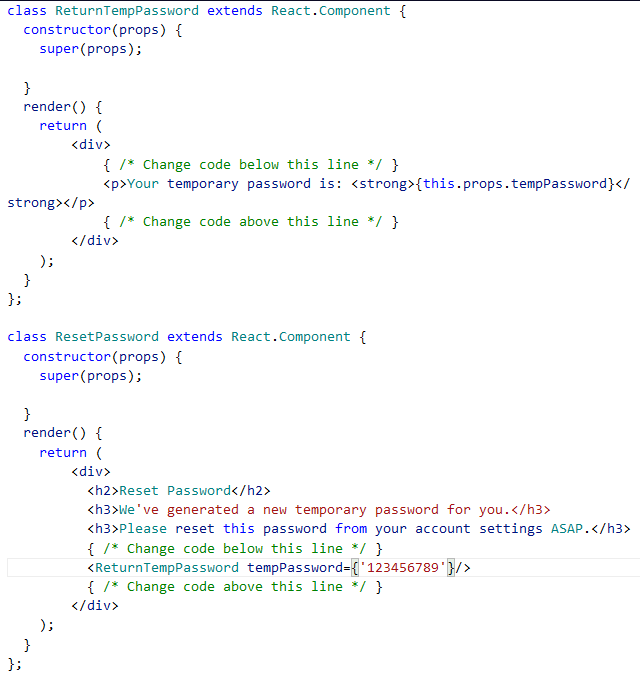 class ReturnTempPassword extends React.Component {
  constructor(props) {
    super(props);

  }
  render() {
    return (
        <div>
            { /* Change code below this line */ }
            <p>Your temporary password is: <strong>{this.props.tempPassword}</
strong></p>
            { /* Change code above this line */ }
        </div>
    );
  }
};

class ResetPassword extends React.Component {
  constructor(props) {
    super(props);

  }
  render() {
    return (
        <div>
          <h2>Reset Password</h2>
          <h3>We've generated a new temporary password for you.</h3>
          <h3>Please reset this password from your account settings ASAP.</h3>
          { /* Change code below this line */ }
          <ReturnTempPassword tempPassword={'123456789'}/>
          { /* Change code above this line */ }
        </div>
    );
  }
};